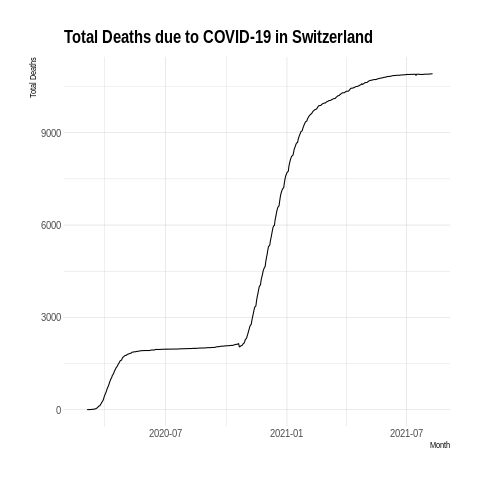 Total Deaths due to COVID-19 in Switzerland
Total Deaths
9000
6000
3000
0
2020-07
2021-01
2021-07
Month